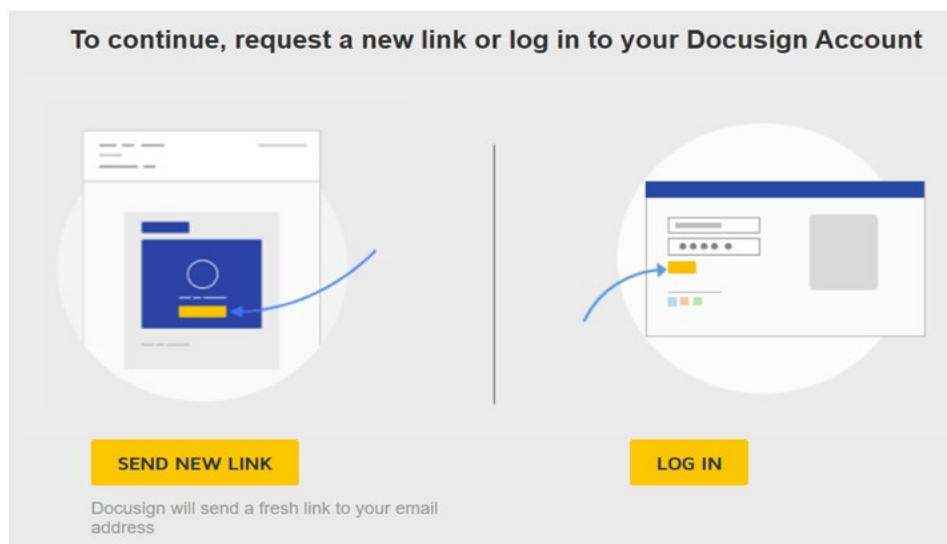 To continue, request a new link or log in to your Docusign Account
SEND NEW LINK
LOG IN
Docusign will send a fresh link to your email
address